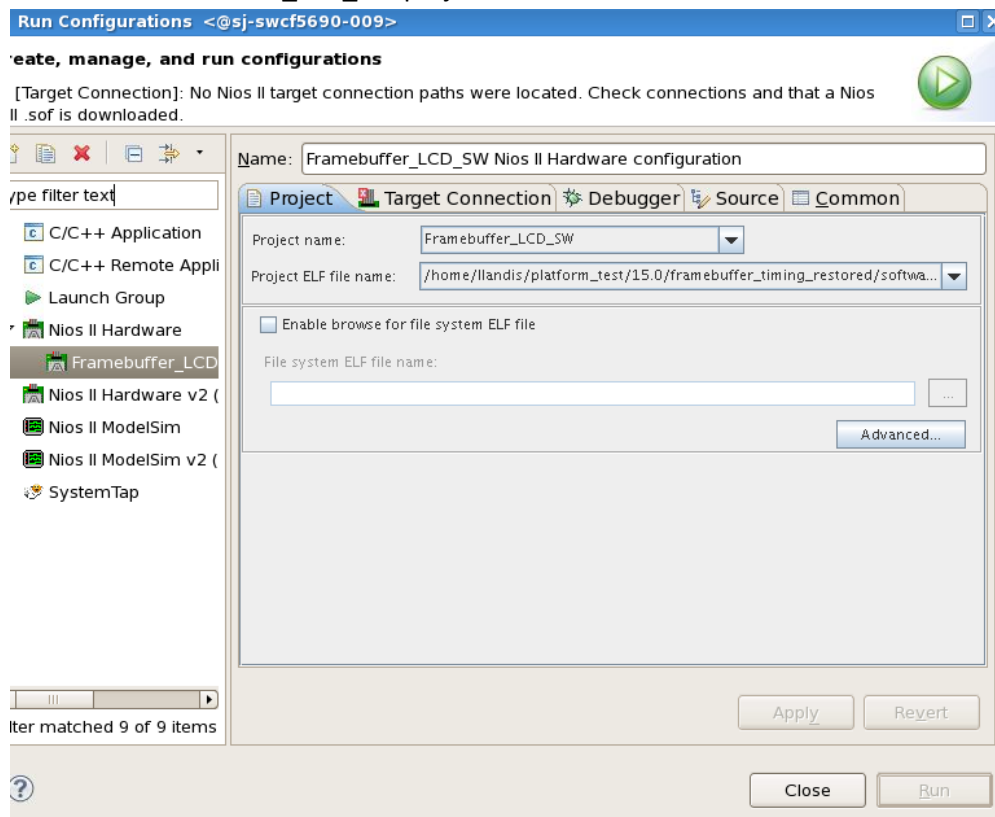 Run Configurations <@sj-swcf5690-009>
reate, manage, and run configurations
[Target Connection]: No Nios II target connection paths were located. Check connections and that a Nios
II .sof is downloaded.
ype filter text
C/C++ Application
C/C++ Remote Appli
Launch Group
Nios II Hardware
Framebuffer_LCD
Nios II Hardware v2 (
Nios II ModelSim
Nios II ModelSim v2 (
SystemTap
lter matched 9 of 9 items
Name: Framebuffer_LCD_SW Nios II Hardware configuration
Project Target Connection Debugger Source Common
Project name: Framebuffer_LCD_SW
Project ELF file name: /home/llandis/platform_test/15.0/framebuffer_timing_restored/softwa...
Enable browse for file system ELF file
File system ELF file name:
...
Advanced...
Apply Revert
Close Run